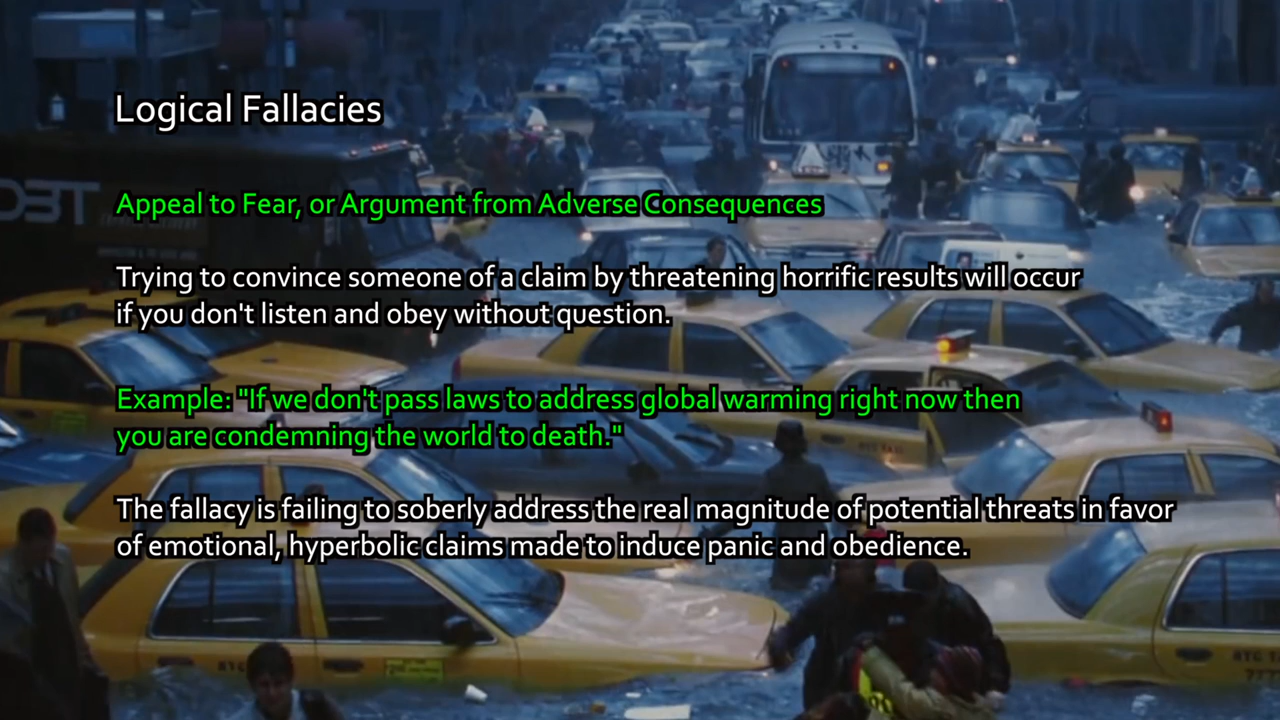 Logical Fallacies
Appeal to Fear, or Argument from Adverse Consequences
Trying to convince someone of a claim by threatening horrific results will occur
if you don't listen and obey without question.
Example: "If we don't pass laws to address global warming right now then
you are condemning the world to death."
The fallacy is failing to soberly address the real magnitude of potential threats in favor
of emotional, hyperbolic claims made to induce panic and obedience.